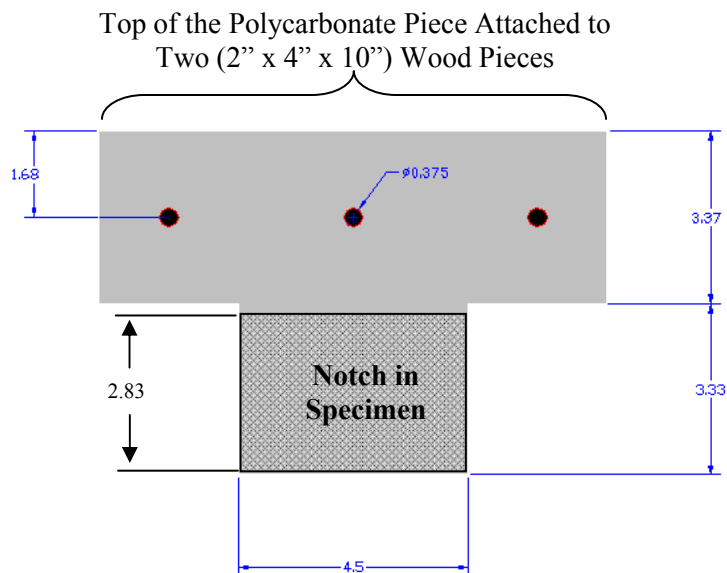 Top of the Polycarbonate Piece Attached to
Two (2” x 4” x 10”) Wood Pieces
1.68
ø0.375
3.37
2.83
Notch in
Specimen
3.33
4.5